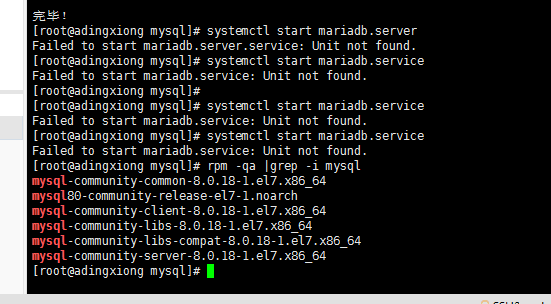 完毕！
[root@adingxiong mysql]# systemctl start mariadb.server
Failed to start mariadb.server.service: Unit not found.
[root@adingxiong mysql]# systemctl start mariadb.service
Failed to start mariadb.service: Unit not found.
[root@adingxiong mysql]#
[root@adingxiong mysql]# systemctl start mariadb.service
Failed to start mariadb.service: Unit not found.
[root@adingxiong mysql]# systemctl start mariadb.service
Failed to start mariadb.service: Unit not found.
[root@adingxiong mysql]# rpm -qa |grep -i mysql
mysql-community-common-8.0.18-1.el7.x86_64
mysql80-community-release-el7-1.noarch
mysql-community-client-8.0.18-1.el7.x86_64
mysql-community-libs-8.0.18-1.el7.x86_64
mysql-community-libs-compat-8.0.18-1.el7.x86_64
mysql-community-server-8.0.18-1.el7.x86_64
[root@adingxiong mysql]#